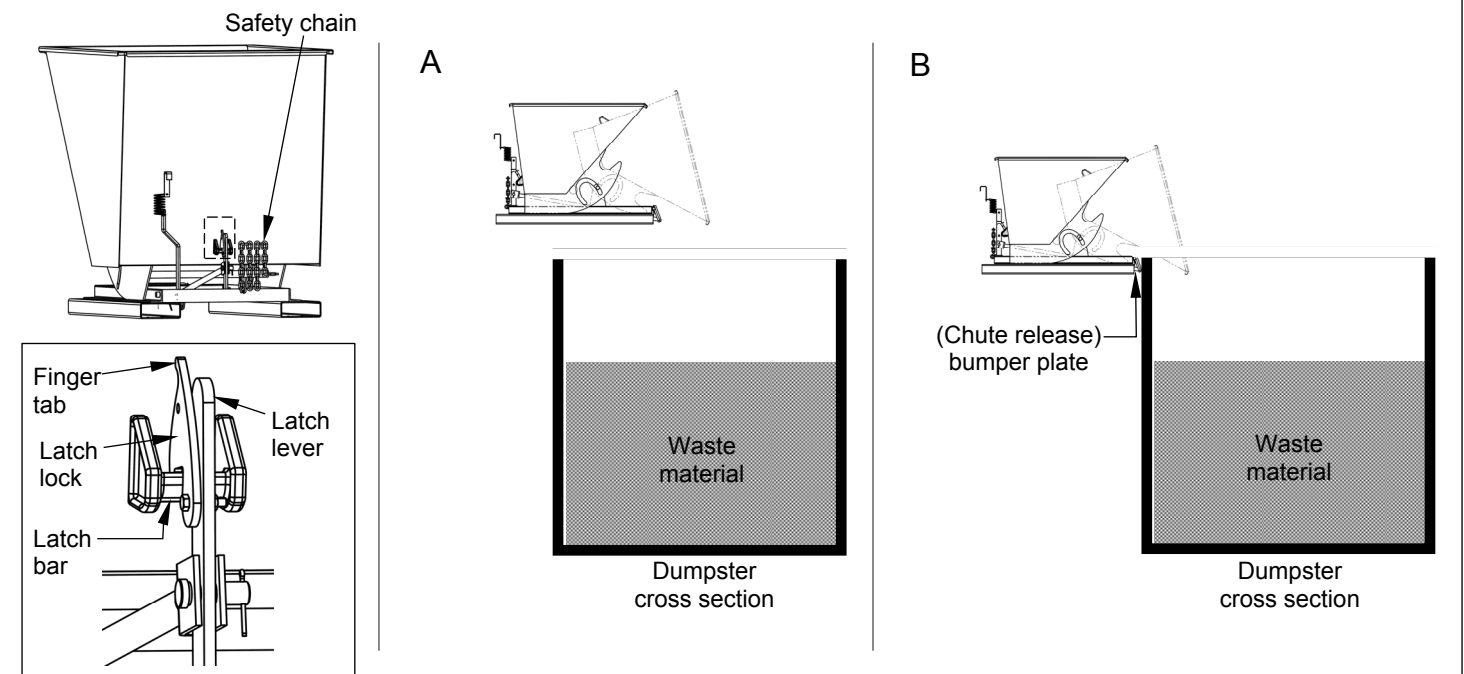 Safety chain
Finger
tab
Latch
lever
Latch
lock
Latch
bar
A
Waste
material
Dumpster
cross section
B
(Chute release)
bumper plate
Waste
material
Dumpster
cross section